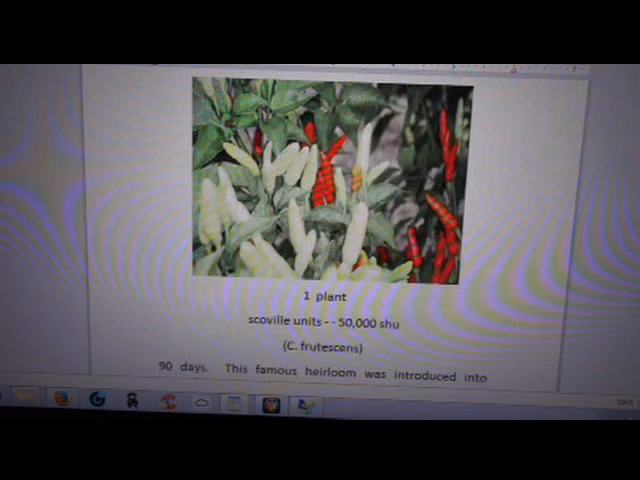 1 plant
scoville units - - 50,000 shu
(C. frutescens)
90 days. This famous heirloom was introduced into